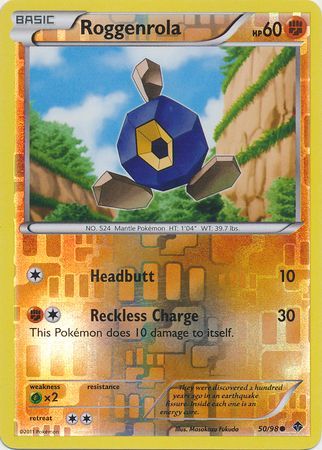 BASIC
Roggenrola
HP 60
NO. 524 Mantle Pokémon HT: 1'04" WT: 39.7 lbs.
Headbutt 10
Reckless Charge 30
This Pokémon does 10 damage to itself.
weakness
resistance
×2
retreat
They were discovered a hundred
years ago in an earthquake
fissure. Inside each one is an
energy core.
©2011 Pokémon
Illus. Masakazu Fukuda
50/98